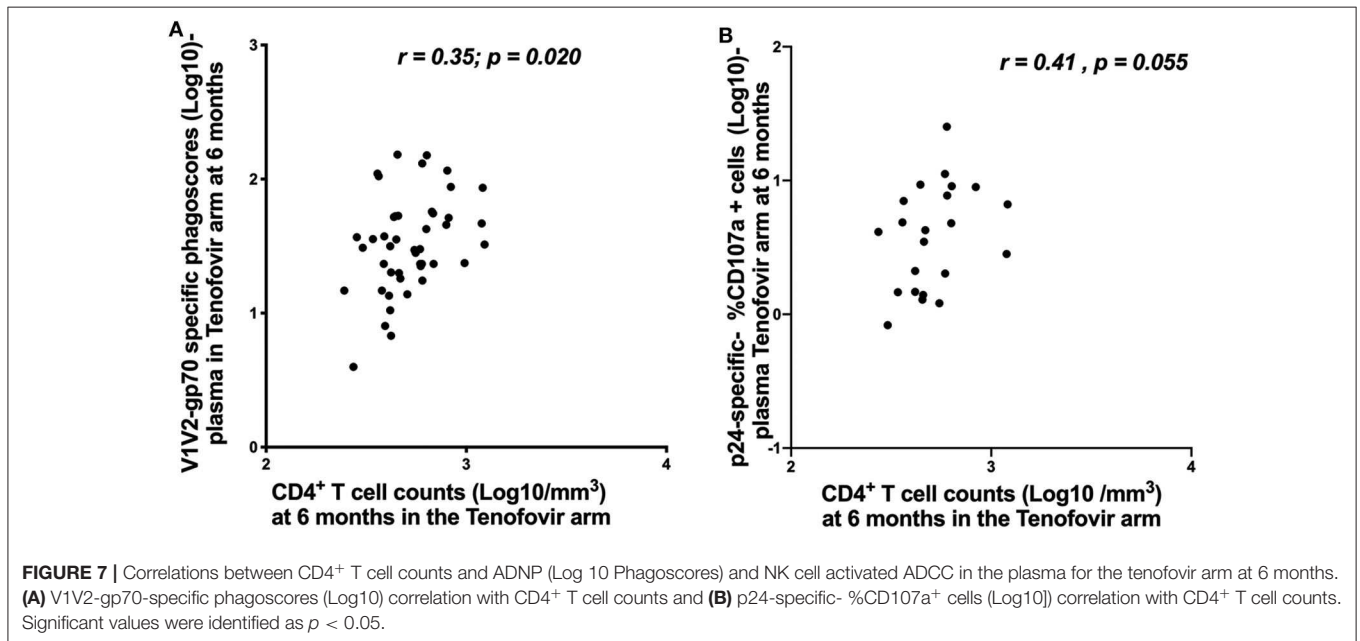 A
r = 0.35; p = 0.020
V1V2-gp70 specific phagoscores (Log10)-
plasma in Tenofovir arm at 6 months
3
2
1
0
2
3
4
CD4⁺ T cell counts (Log10/mm³)
at 6 months in the Tenofovir arm
B
r = 0.41 , p = 0.055
p24-specific- %CD107a + cells (Log10)-
plasma Tenofovir arm at 6 months
2
1
0
-1
2
3
4
CD4⁺ T cell counts (Log10 /mm³)
at 6 months in the Tenofovir arm
FIGURE 7 | Correlations between CD4⁺ T cell counts and ADNP (Log 10 Phagoscores) and NK cell activated ADCC in the plasma for the tenofovir arm at 6 months.
(A) V1V2-gp70-specific phagoscores (Log10) correlation with CD4⁺ T cell counts and (B) p24-specific- %CD107a⁺ cells (Log10]) correlation with CD4⁺ T cell counts.
Significant values were identified as p < 0.05.